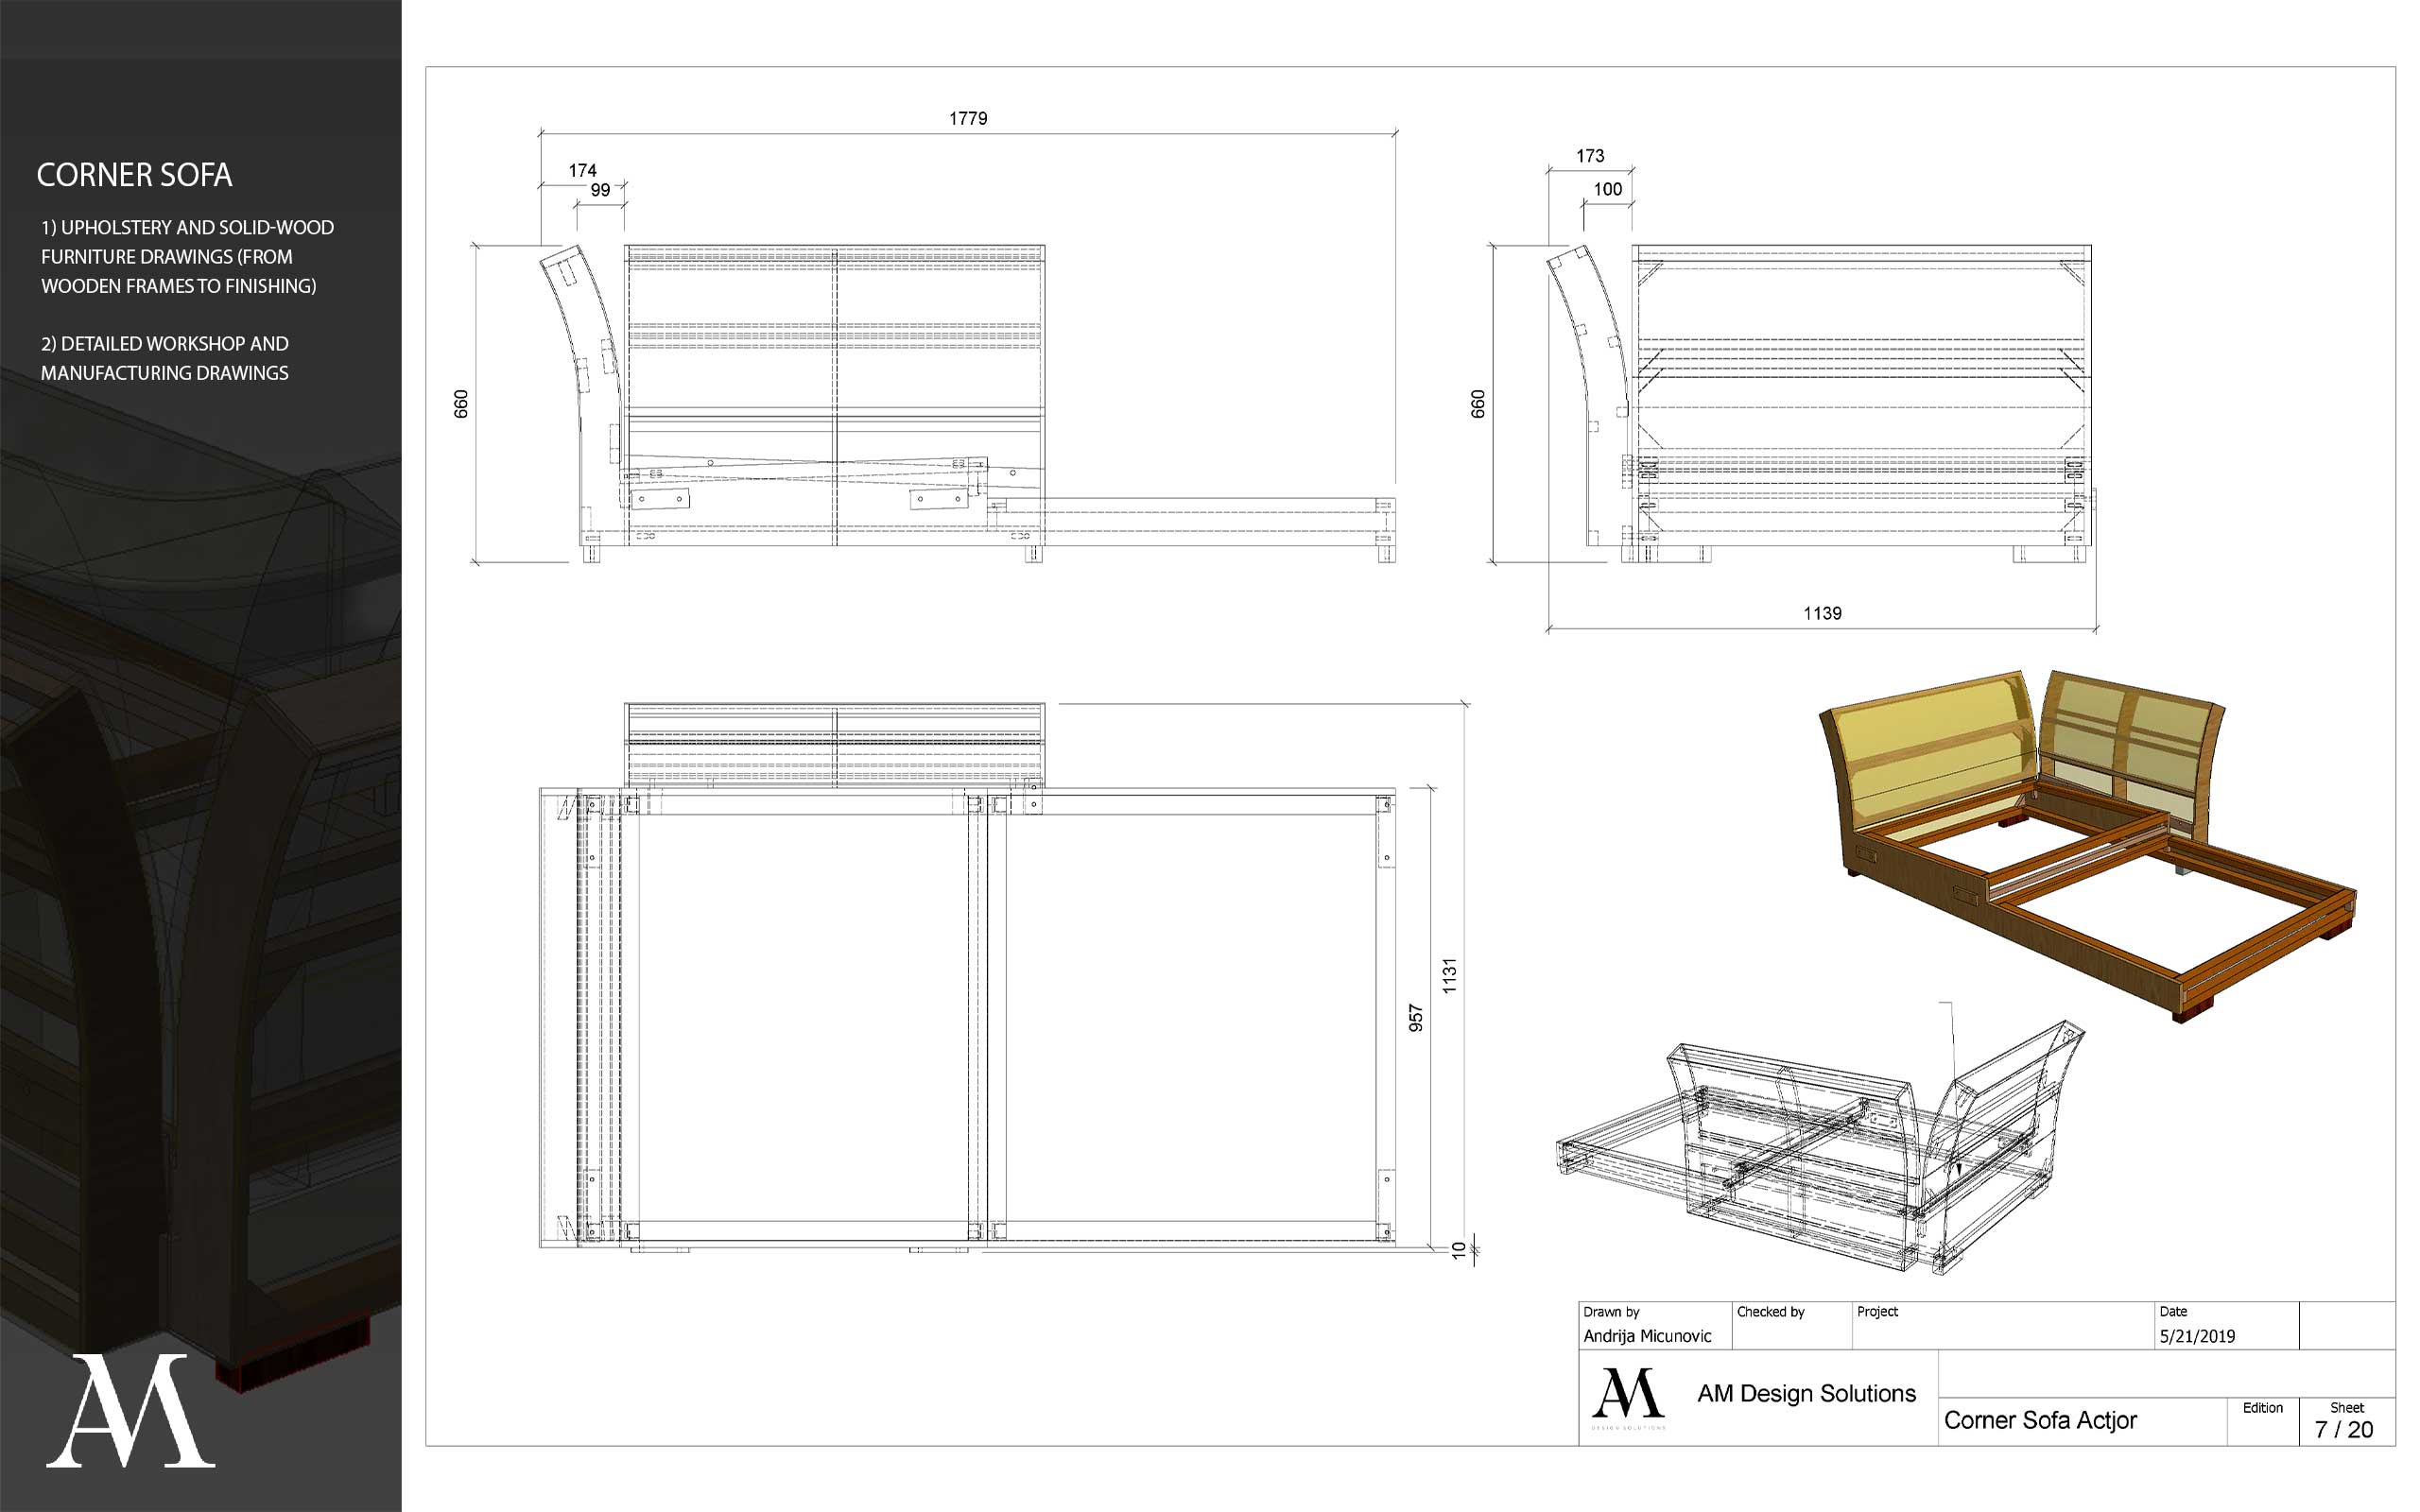 CORNER SOFA
1) UPHOLSTERY AND SOLID-WOOD
FURNITURE DRAWINGS (FROM
WOODEN FRAMES TO FINISHING)
2) DETAILED WORKSHOP AND
MANUFACTURING DRAWINGS
AM
1779
174
99
660
173
100
660
1139
1131
957
10
Drawn by
Andrija Micunovic
Checked by
Project
Date
5/21/2019
AM
DESIGN SOLUTIONS
AM Design Solutions
Corner Sofa Actjor
Edition
Sheet
7 / 20